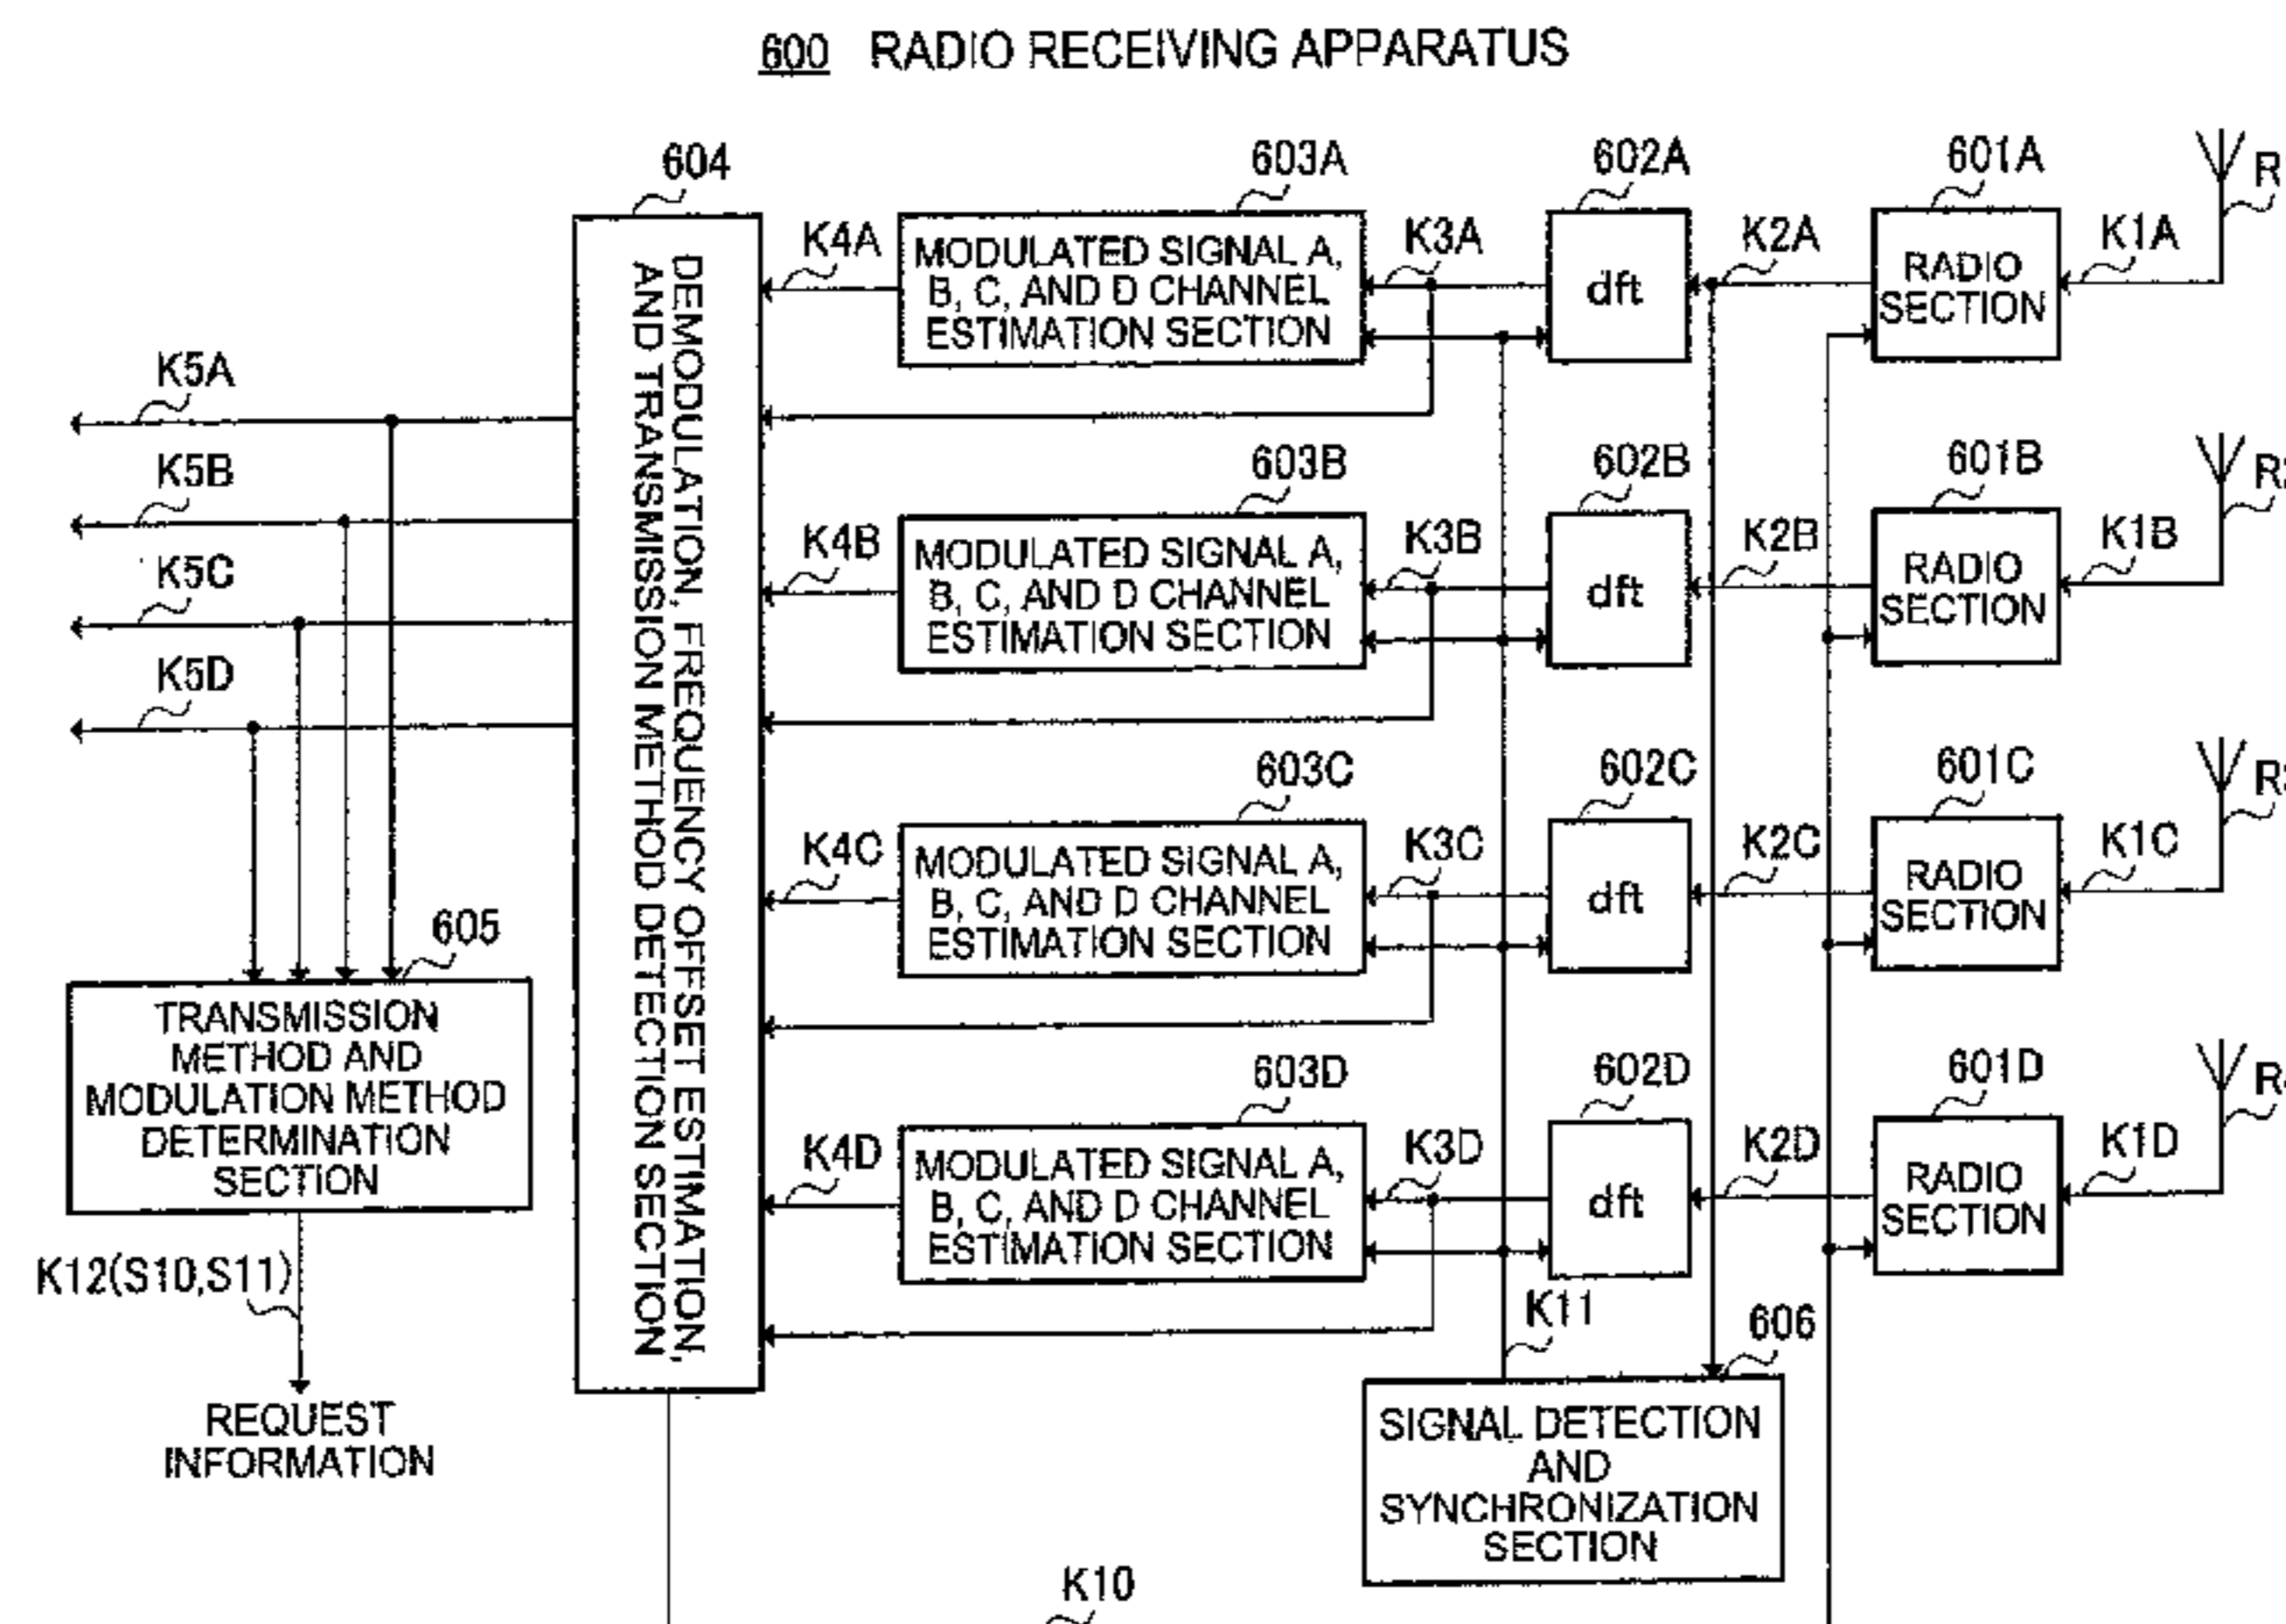 600 RADIO RECEIVING APPARATUS
604
603A
602A
601A
K4A
MODULATED SIGNAL A,
B, C, AND D CHANNEL
ESTIMATION SECTION
K3A
dft
K2A
RADIO
SECTION
K1A
K5A
K5B
K5C
K5D
DEMODULATION, FREQUENCY OFFSET ESTIMATION,
AND TRANSMISSION METHOD DETECTION SECTION
603B
602B
601B
K4B
MODULATED SIGNAL A,
B, C, AND D CHANNEL
ESTIMATION SECTION
K3B
dft
K2B
RADIO
SECTION
K1B
603C
602C
601C
K4C
MODULATED SIGNAL A,
B, C, AND D CHANNEL
ESTIMATION SECTION
K3C
dft
K2C
RADIO
SECTION
K1C
605
TRANSMISSION
METHOD AND
MODULATION METHOD
DETERMINATION
SECTION
603D
602D
601D
K4D
MODULATED SIGNAL A,
B, C, AND D CHANNEL
ESTIMATION SECTION
K3D
dft
K2D
RADIO
SECTION
K1D
K12(S10,S11)
REQUEST
INFORMATION
K11
606
SIGNAL DETECTION
AND
SYNCHRONIZATION
SECTION
K10